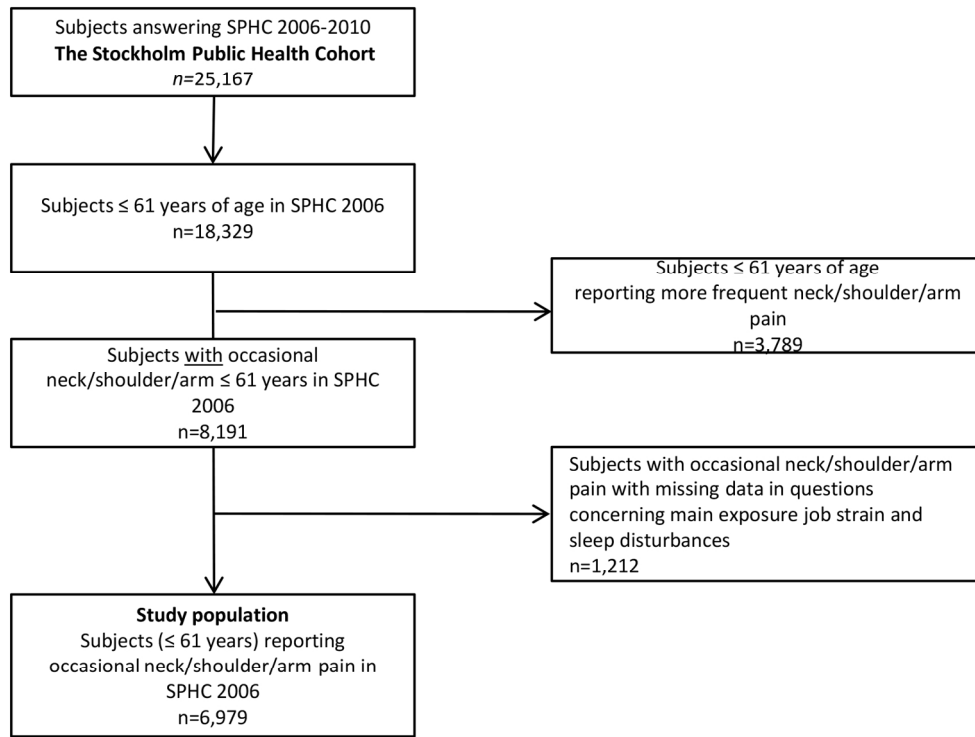 Subjects answering SPHC 2006-2010
The Stockholm Public Health Cohort
n=25,167
Subjects ≤ 61 years of age in SPHC 2006
n=18,329
Subjects ≤ 61 years of age
reporting more frequent neck/shoulder/arm
pain
n=3,789
Subjects with occasional
neck/shoulder/arm ≤ 61 years in SPHC
2006
n=8,191
Subjects with occasional neck/shoulder/arm
pain with missing data in questions
concerning main exposure job strain and
sleep disturbances
n=1,212
Study population
Subjects (≤ 61 years) reporting
occasional neck/shoulder/arm pain in
SPHC 2006
n=6,979